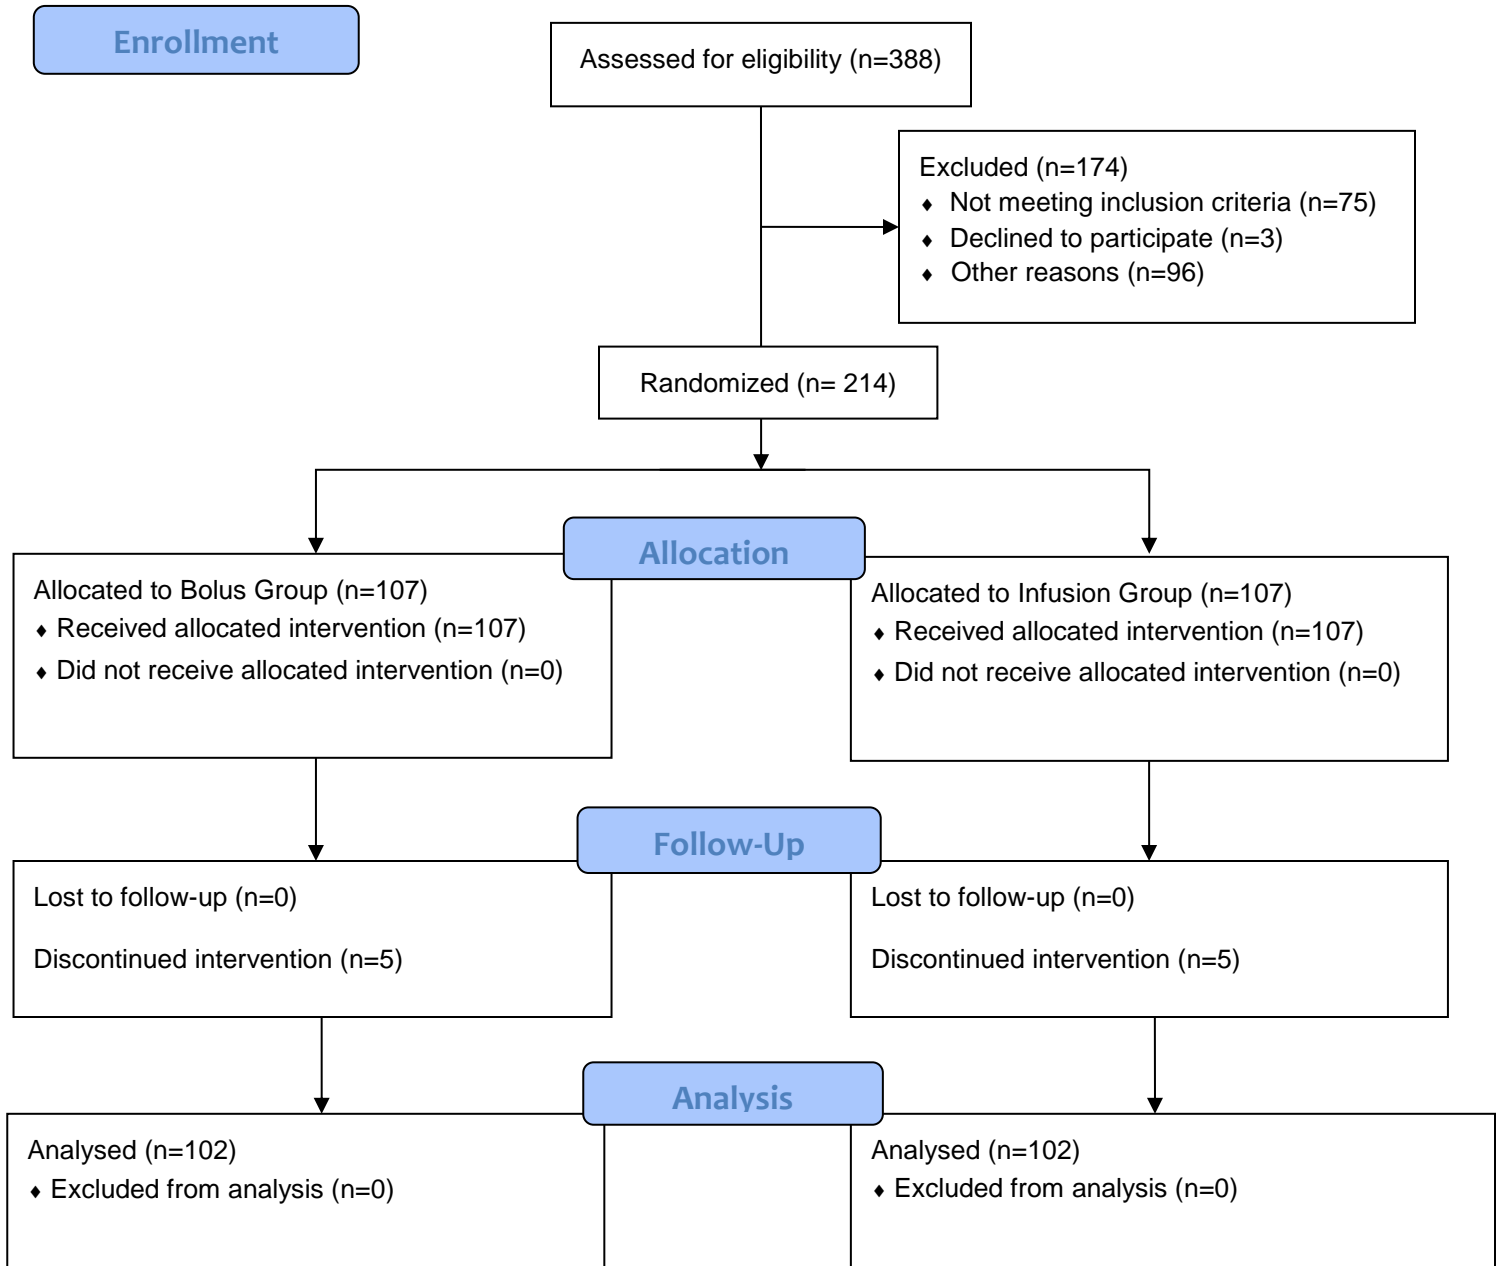 Enrollment
Assessed for eligibility (n=388)
Excluded (n=174)
♦ Not meeting inclusion criteria (n=75)
♦ Declined to participate (n=3)
♦ Other reasons (n=96)
Randomized (n= 214)
Allocation
Allocated to Bolus Group (n=107)
♦ Received allocated intervention (n=107)
♦ Did not receive allocated intervention (n=0)
Allocated to Infusion Group (n=107)
♦ Received allocated intervention (n=107)
♦ Did not receive allocated intervention (n=0)
Follow-Up
Lost to follow-up (n=0)
Discontinued intervention (n=5)
Lost to follow-up (n=0)
Discontinued intervention (n=5)
Analysis
Analysed (n=102)
♦ Excluded from analysis (n=0)
Analysed (n=102)
♦ Excluded from analysis (n=0)